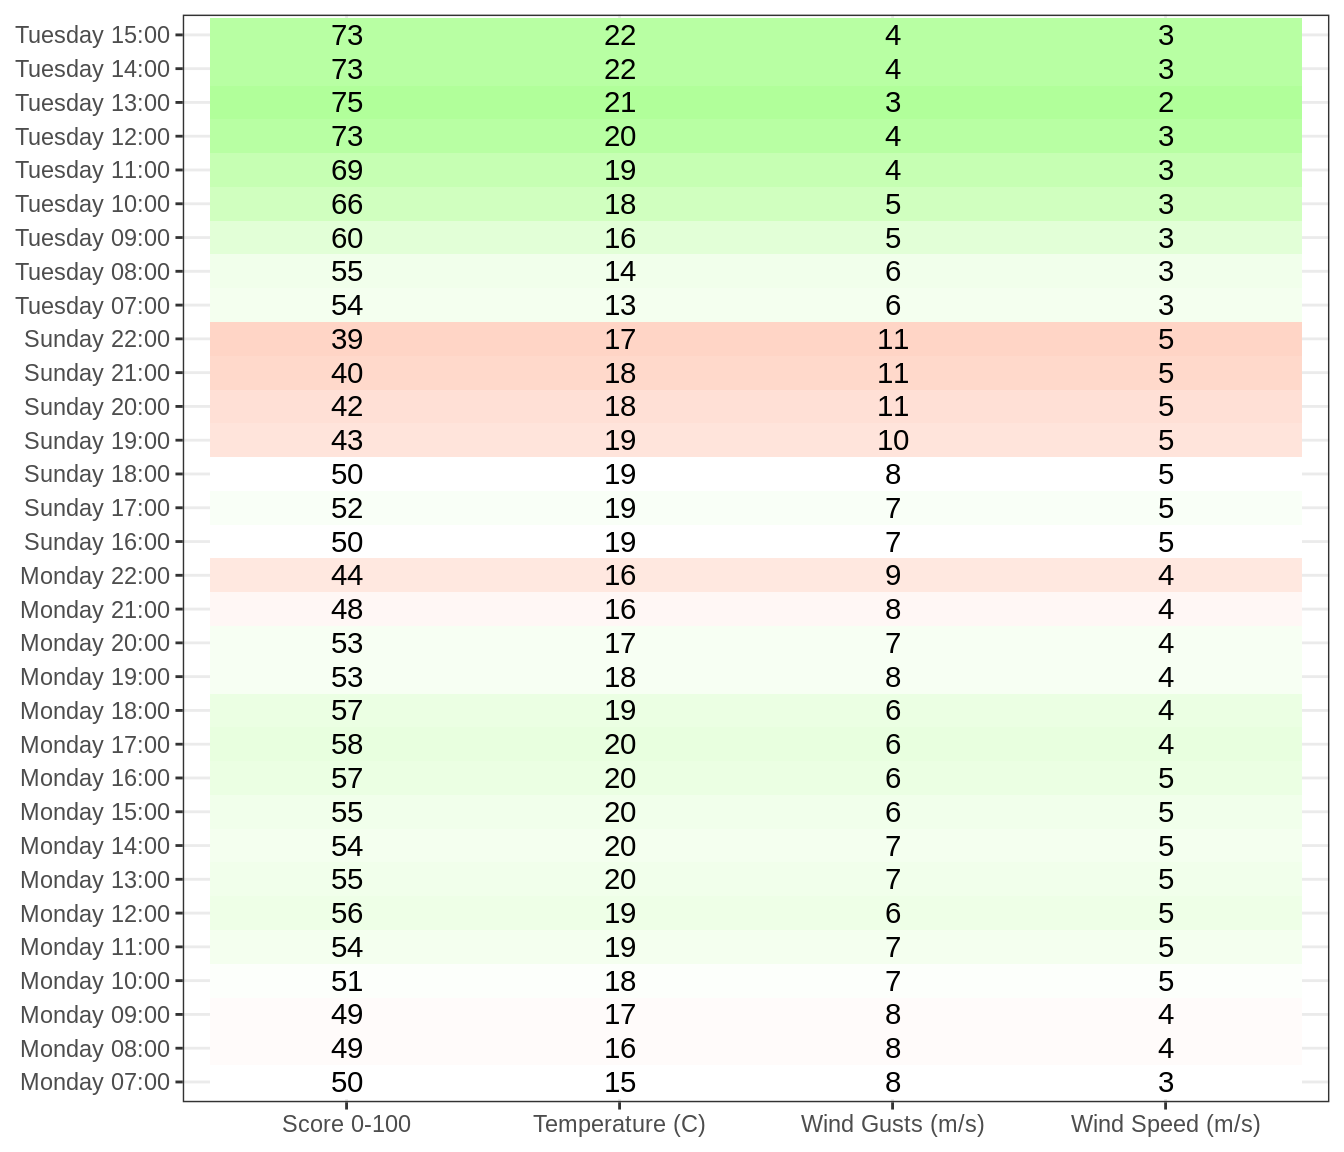 Tuesday 15:00 73 22 4 3
Tuesday 14:00 73 22 4 3
Tuesday 13:00 75 21 3 2
Tuesday 12:00 73 20 4 3
Tuesday 11:00 69 19 4 3
Tuesday 10:00 66 18 5 3
Tuesday 09:00 60 16 5 3
Tuesday 08:00 55 14 6 3
Tuesday 07:00 54 13 6 3
Sunday 22:00 39 17 11 5
Sunday 21:00 40 18 11 5
Sunday 20:00 42 18 11 5
Sunday 19:00 43 19 10 5
Sunday 18:00 50 19 8 5
Sunday 17:00 52 19 7 5
Sunday 16:00 50 19 7 5
Monday 22:00 44 16 9 4
Monday 21:00 48 16 8 4
Monday 20:00 53 17 7 4
Monday 19:00 53 18 8 4
Monday 18:00 57 19 6 4
Monday 17:00 58 20 6 4
Monday 16:00 57 20 6 5
Monday 15:00 55 20 6 5
Monday 14:00 54 20 7 5
Monday 13:00 55 20 7 5
Monday 12:00 56 19 6 5
Monday 11:00 54 19 7 5
Monday 10:00 51 18 7 5
Monday 09:00 49 17 8 4
Monday 08:00 49 16 8 4
Monday 07:00 50 15 8 3
Score 0-100 Temperature (C) Wind Gusts (m/s) Wind Speed (m/s)